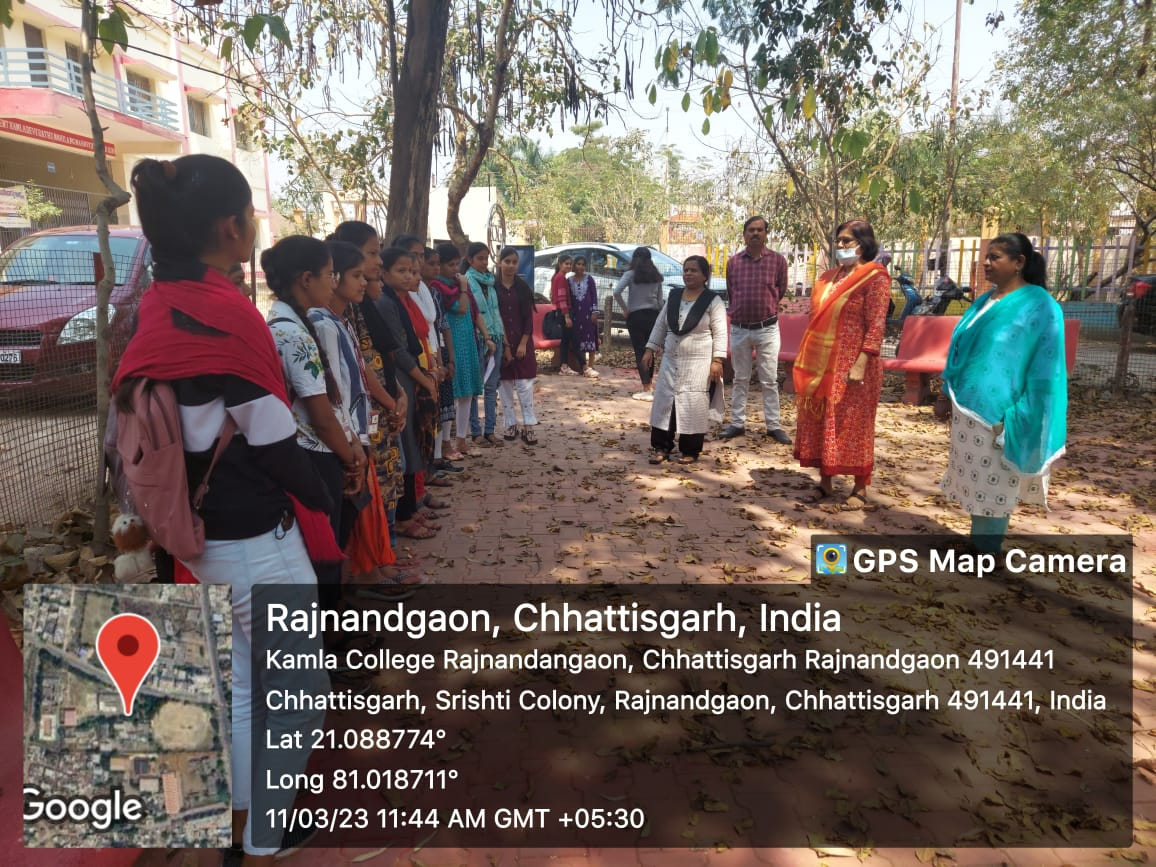 GPS Map Camera
Rajnandgaon, Chhattisgarh, India
Kamla College Rajnandangaon, Chhattisgarh Rajnandgaon 491441
Chhattisgarh, Srishti Colony, Rajnandgaon, Chhattisgarh 491441, India
Lat 21.088774°
Long 81.018711°
11/03/23 11:44 AM GMT +05:30
Google